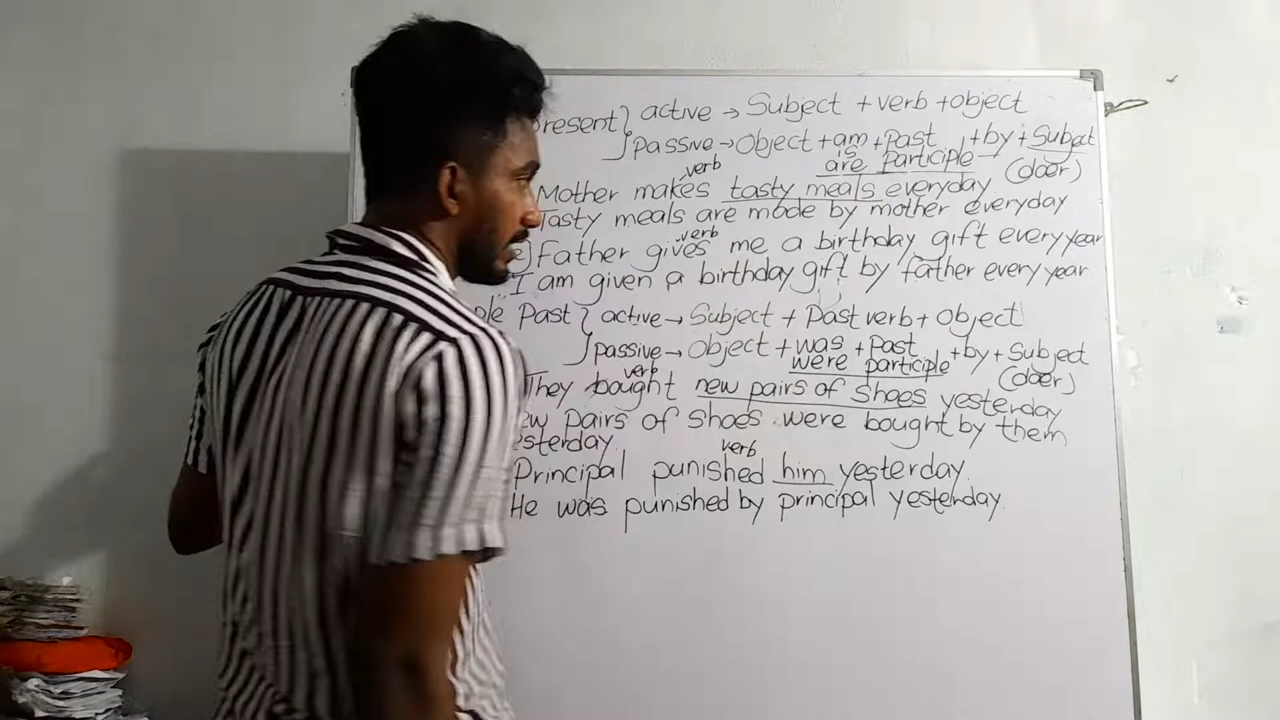 present } active → Subject + verb + object
passive → Object + am + Past + by + Subject
is
are participle (doer)
verb
Mother makes tasty meals everyday
Tasty meals are made by mother everyday
verb
Father gives me a birthday gift every year
I am given a birthday gift by father every year
Past } active → Subject + Past verb + object
passive → Object + was + Past + by + Subject
were participle (doer)
verb
They bought new pairs of shoes yesterday
pairs of shoes were bought by them
yesterday
verb
Principal punished him yesterday.
He was punished by principal yesterday.